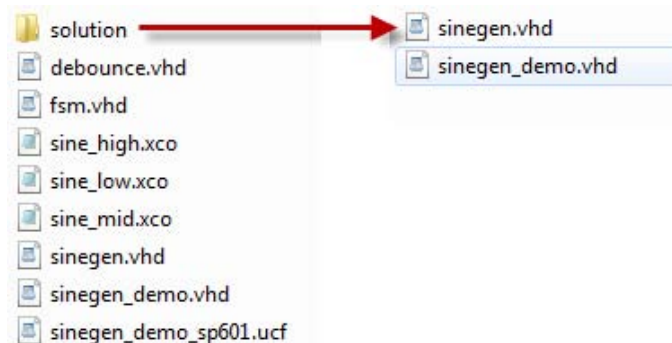 solution
debounce.vhd
fsm.vhd
sine_high.xco
sine_low.xco
sine_mid.xco
sinegen.vhd
sinegen_demo.vhd
sinegen_demo_sp601.ucf
sinegen.vhd
sinegen_demo.vhd